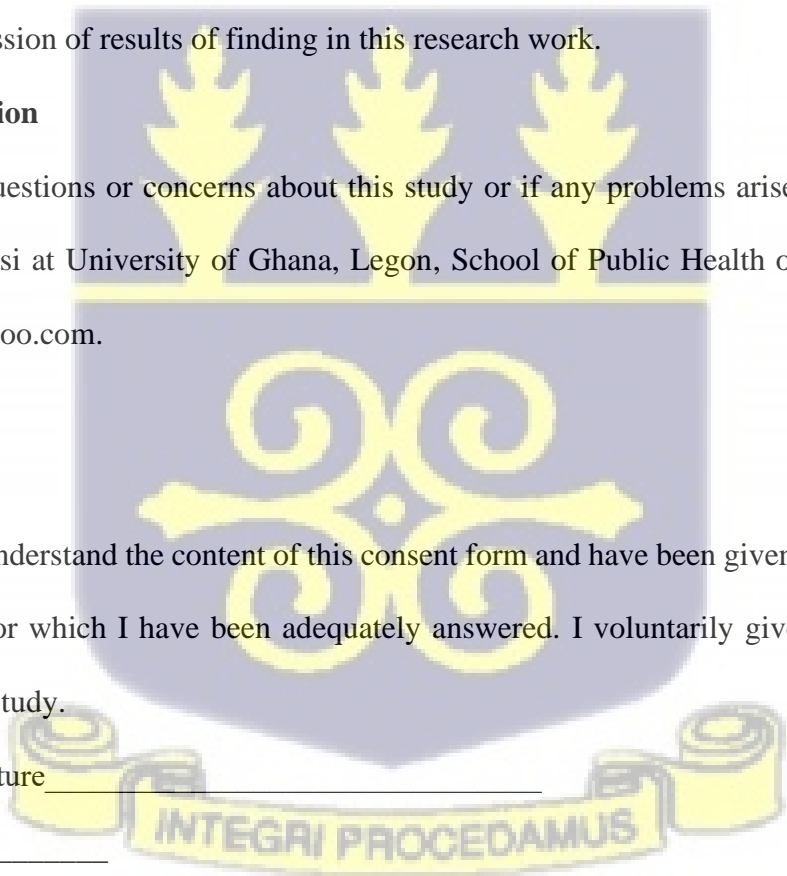 ssion of results of finding in this research work.
ion
uestions or concerns about this study or if any problems arise
si at University of Ghana, Legon, School of Public Health o
oo.com.
nderstand the content of this consent form and have been given
or which I have been adequately answered. I voluntarily give
tudy.
ture_______________________________
INTEGRI PROCEDAMUS
_______